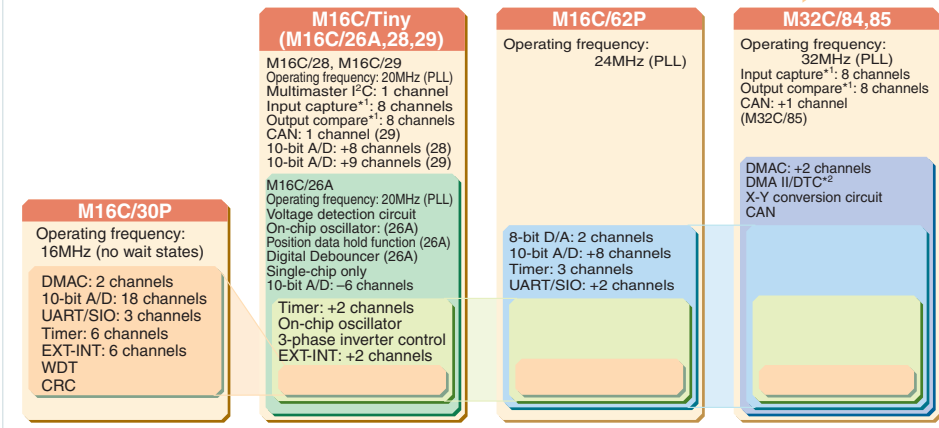 M16C/30P
Operating frequency:
16MHz (no wait states)
DMAC: 2 channels
10-bit A/D: 18 channels
UART/SIO: 3 channels
Timer: 6 channels
EXT-INT: 6 channels
WDT
CRC
M16C/Tiny
(M16C/26A,28,29)
M16C/28, M16C/29
Operating frequency: 20MHz (PLL)
Multimaster I²C: 1 channel
Input capture*¹: 8 channels
Output compare*¹: 8 channels
CAN: 1 channel (29)
10-bit A/D: +8 channels (28)
10-bit A/D: +9 channels (29)
M16C/26A
Operating frequency: 20MHz (PLL)
Voltage detection circuit
On-chip oscillator: (26A)
Position data hold function (26A)
Digital Debouncer (26A)
Single-chip only
10-bit A/D: –6 channels
Timer: +2 channels
On-chip oscillator
3-phase inverter control
EXT-INT: +2 channels
M16C/62P
Operating frequency:
24MHz (PLL)
8-bit D/A: 2 channels
10-bit A/D: +8 channels
Timer: 3 channels
UART/SIO: +2 channels
M32C/84,85
Operating frequency:
32MHz (PLL)
Input capture*¹: 8 channels
Output compare*¹: 8 channels
CAN: +1 channel
(M32C/85)
DMAC: +2 channels
DMA II/DTC*²
X-Y conversion circuit
CAN